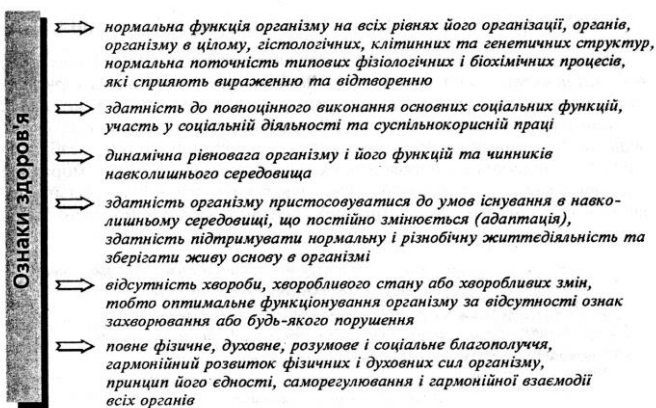 Ознаки здоров'я
нормальна функція організму на всіх рівнях його організації, органів,
організму в цілому, гістологічних, клітинних та генетичних структур,
нормальна поточність типових фізіологічних і біохімічних процесів,
які сприяють вираженню та відтворенню
здатність до повноцінного виконання основних соціальних функцій,
участь у соціальній діяльності та суспільнокорисній праці
динамічна рівновага організму і його функцій та чинників
навколишнього середовища
здатність організму пристосовуватися до умов існування в навко-
лишньому середовищі, що постійно змінюється (адаптація),
здатність підтримувати нормальну і різнобічну життєдіяльність та
зберігати живу основу в організмі
відсутність хвороби, хворобливого стану або хворобливих змін,
тобто оптимальне функціонування організму за відсутності ознак
захворювання або будь-якого порушення
повне фізичне, духовне, розумове і соціальне благополуччя,
гармонійний розвиток фізичних і духовних сил організму,
принцип його єдності, саморегулювання і гармонійної взаємодії
всіх органів